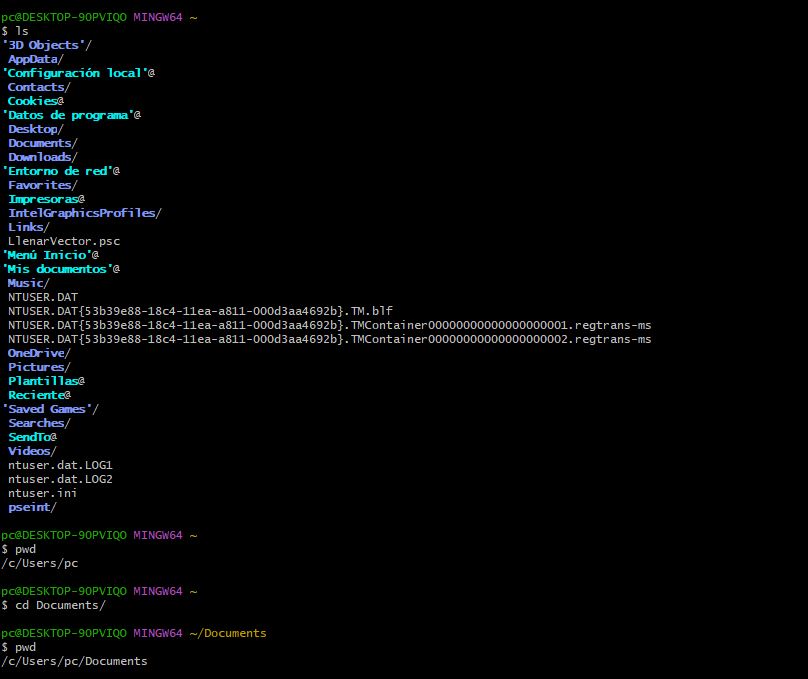 pc@DESKTOP-9OPVIQO MINGW64 ~
$ ls
'3D Objects'/
AppData/
'Configuración local'@
Contacts/
Cookies@
'Datos de programa'@
Desktop/
Documents/
Downloads/
'Entorno de red'@
Favorites/
Impresoras@
IntelGraphicsProfiles/
Links/
LlenarVector.psc
'Menú Inicio'@
'Mis documentos'@
Music/
NTUSER.DAT
NTUSER.DAT{53b39e88-18c4-11ea-a811-000d3aa4692b}.TM.blf
NTUSER.DAT{53b39e88-18c4-11ea-a811-000d3aa4692b}.TMContainer00000000000000000001.regtrans-ms
NTUSER.DAT{53b39e88-18c4-11ea-a811-000d3aa4692b}.TMContainer00000000000000000002.regtrans-ms
OneDrive/
Pictures/
Plantillas@
Reciente@
'Saved Games'/
Searches/
SendTo@
Videos/
ntuser.dat.LOG1
ntuser.dat.LOG2
ntuser.ini
pseint/
pc@DESKTOP-9OPVIQO MINGW64 ~
$ pwd
/c/Users/pc
pc@DESKTOP-9OPVIQO MINGW64 ~
$ cd Documents/
pc@DESKTOP-9OPVIQO MINGW64 ~/Documents
$ pwd
/c/Users/pc/Documents